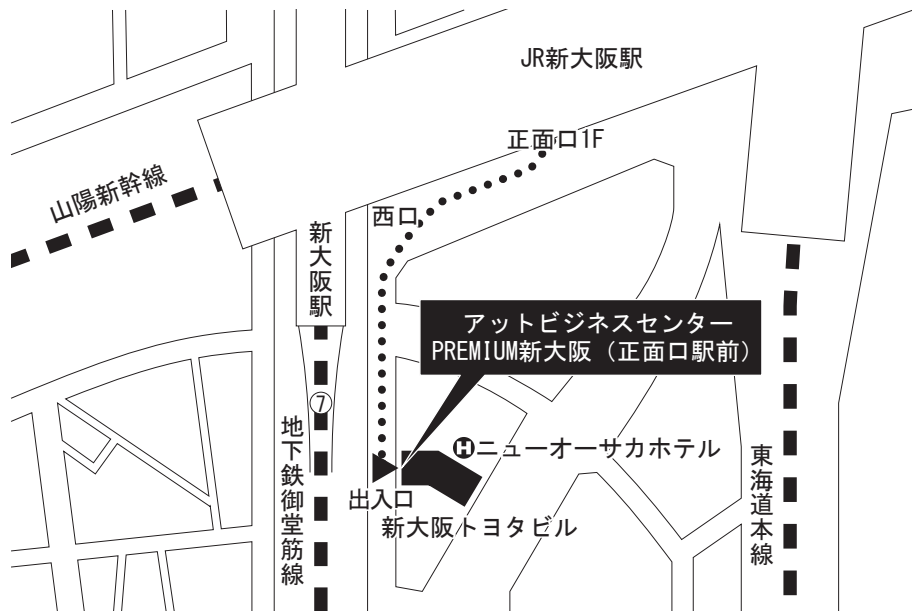 JR新大阪駅
正面口1F
山陽新幹線
西口
新大阪駅
アットビジネスセンター
PREMIUM新大阪（正面口駅前）
7
地下鉄御堂筋線
Hニューオーサカホテル
東海道本線
出入口
新大阪トヨタビル